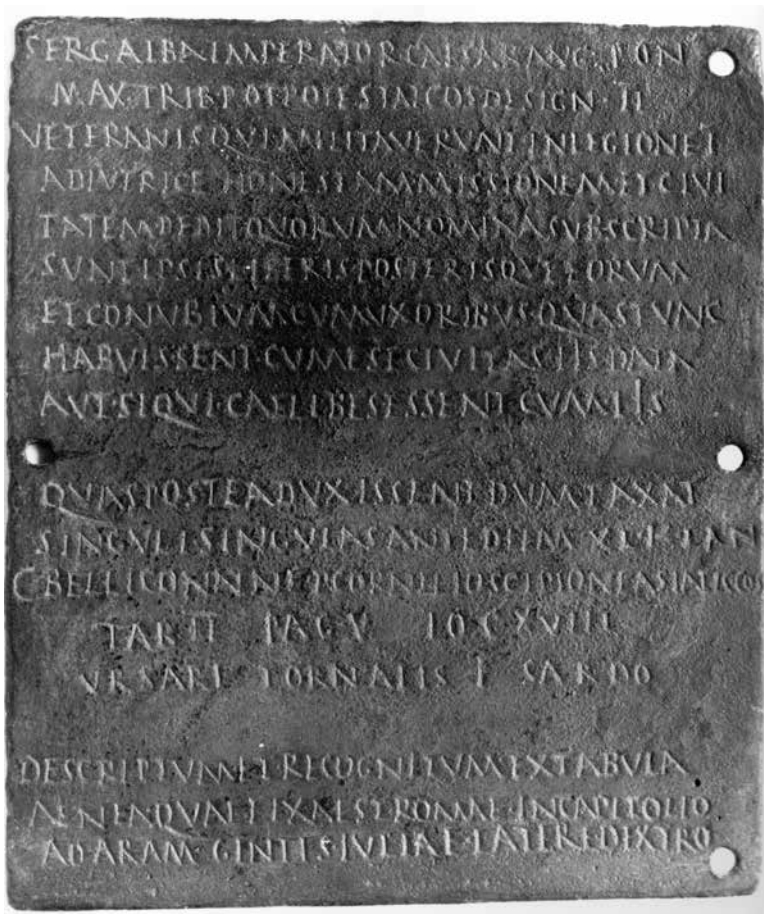 SER·GALBA IMPERATOR CAESAR AUG·PON
MAX·TRIB·POT·POTESTAT·COS·DESIGN·II
VETERANIS QVI MILITAVERVNT IN LEGIONE I
ADIVTRICE HONESTAM MISSIONEM ET CIVI
TATEM DEDIT QVORVM NOMINA SVBSCRIPTA
SVNT IPSIS LIBERIS POSTERISQVE EORVM
ET CONVBIVM CVM VXORIBVS QVAS TVNC
HABVISSENT·CVM EST CIVITAS IIS DATA
AVT·SI QVI·CAELIBES ESSENT CVM IIS
QVAS POSTEA DVXISSENT DVMTAXAT
SINGVLI SINGVLAS ANTE DIEM XI·K·IAN
C BELLICO NATALE P CORNELIO SCIPIONE ASIATICO COS
TAB II PAG V LOC XVIII
VRSARI TORNALIS F SARDO
DESCRIPTVM ET RECOGNITVM EX TABVLA
AENEA QVAE FIXA EST ROMAE IN CAPITOLIO
AD ARAM·GENTIS IVLIAE·LATERE DEXTRO